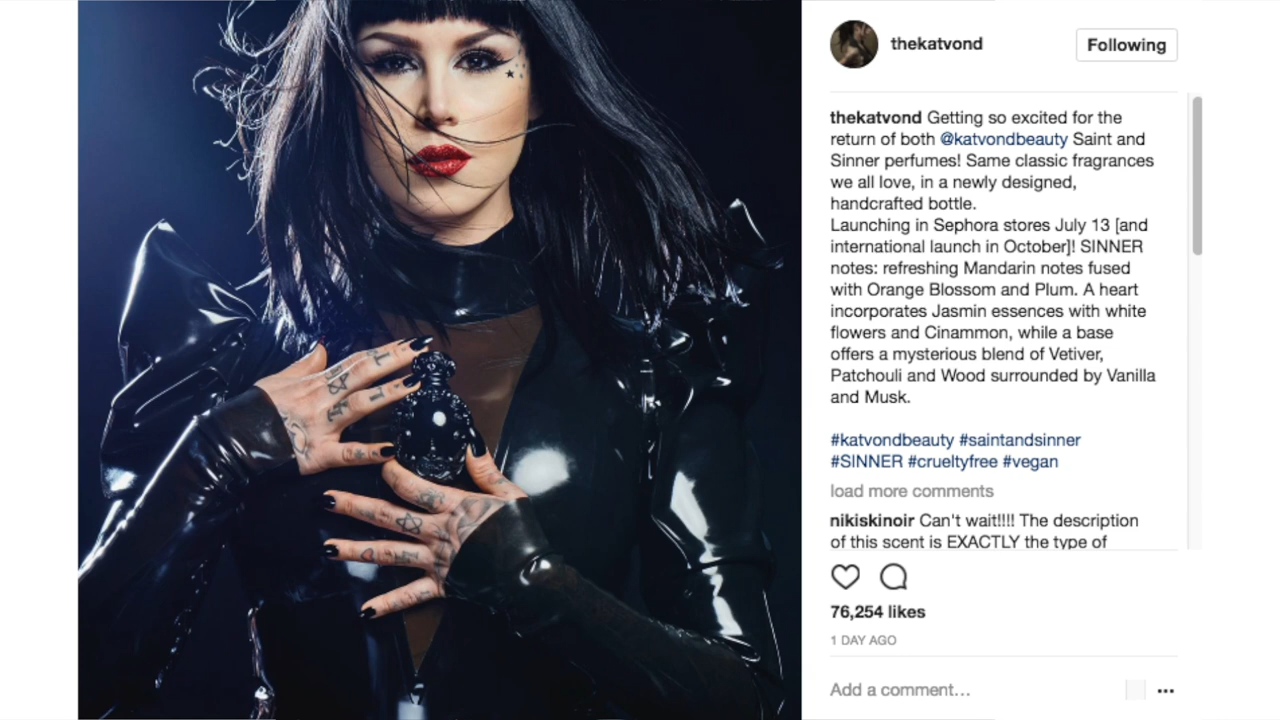 thekatvond
Following
thekatvond Getting so excited for the
return of both @katvondbeauty Saint and
Sinner perfumes! Same classic fragrances
we all love, in a newly designed,
handcrafted bottle.
Launching in Sephora stores July 13 [and
international launch in October]! SINNER
notes: refreshing Mandarin notes fused
with Orange Blossom and Plum. A heart
incorporates Jasmin essences with white
flowers and Cinammon, while a base
offers a mysterious blend of Vetiver,
Patchouli and Wood surrounded by Vanilla
and Musk.
#katvondbeauty #saintandsinner
#SINNER #crueltyfree #vegan
load more comments
nikiskinoir Can't wait!!!! The description
of this scent is EXACTLY the type of
76,254 likes
1 DAY AGO
Add a comment…